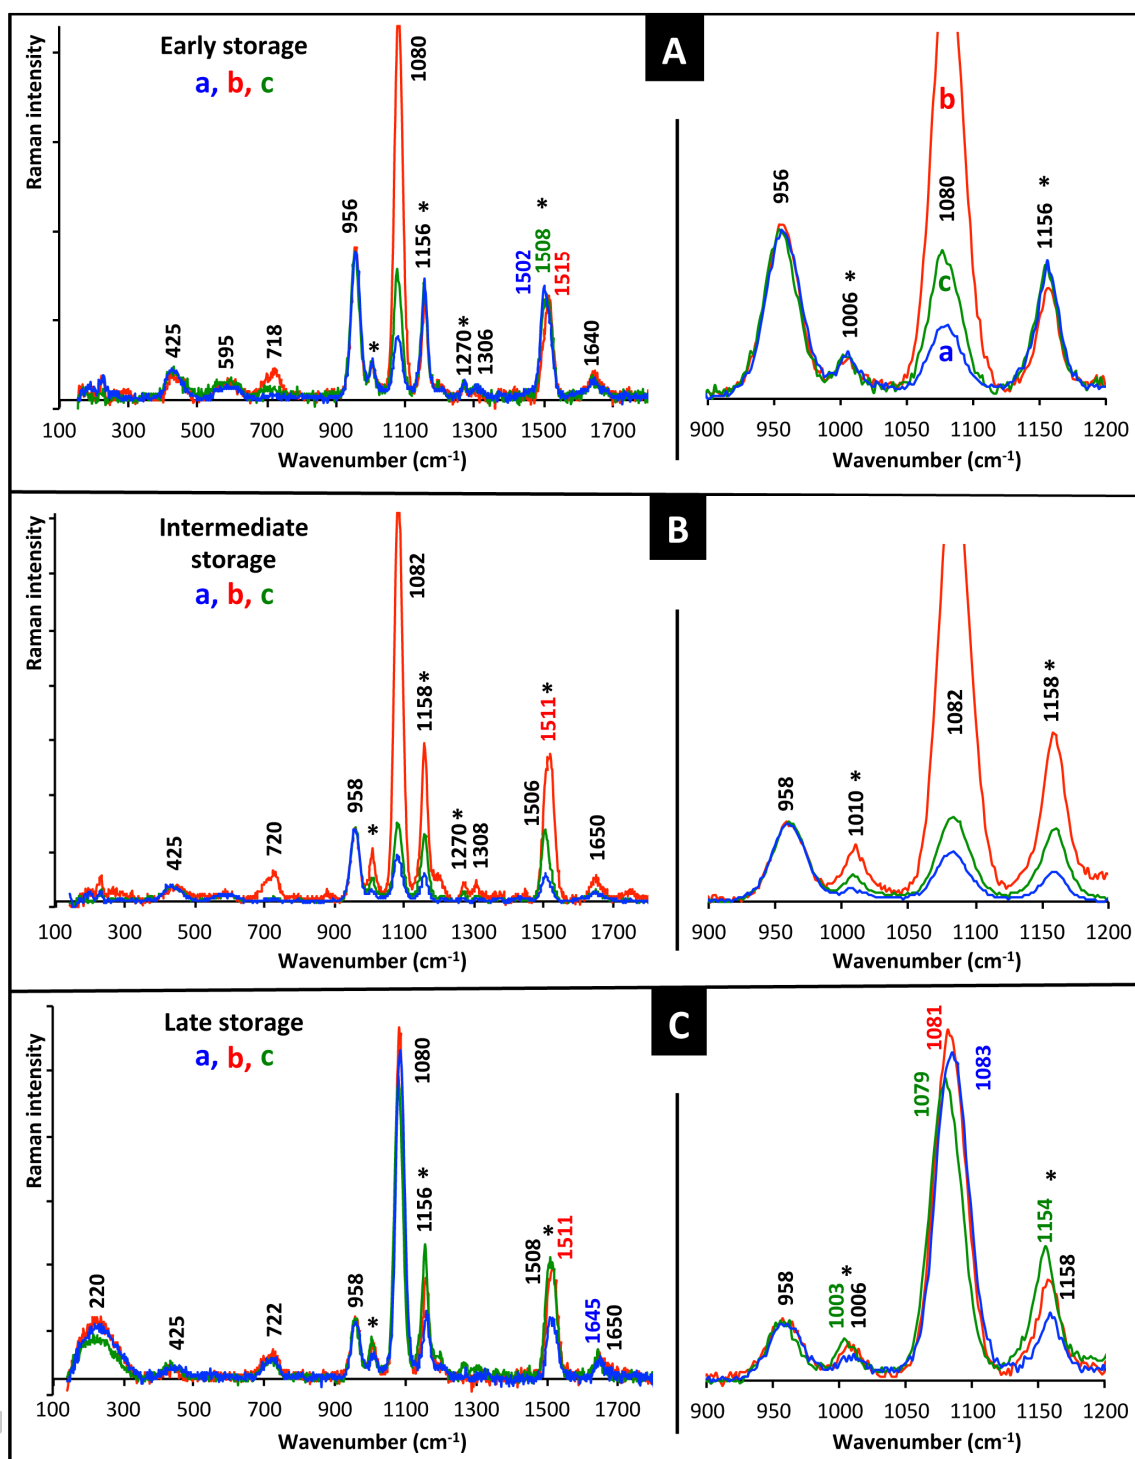 Early storage
a, b, c
A
Raman intensity
425
595
718
956
*
1080
1156 *
1270 *
1306
1502
1508 *
1515
1640
100 300 500 700 900 1100 1300 1500 1700
Wavenumber (cm-1)
956
1006 *
b
1080
c
a
1156 *
900 950 1000 1050 1100 1150 1200
Wavenumber (cm-1)
Intermediate
storage
a, b, c
B
Raman intensity
425
720
958
*
1082
1158 *
1270 *
1308
1506
1511 *
1650
100 300 500 700 900 1100 1300 1500 1700
Wavenumber (cm-1)
958
1010 *
1082
1158 *
900 950 1000 1050 1100 1150 1200
Wavenumber (cm-1)
Late storage
a, b, c
C
Raman intensity
220
425
722
958
*
1080
1156 *
1508 *
1511
1645
1650
100 300 500 700 900 1100 1300 1500 1700
Wavenumber (cm-1)
958
1003 *
1006
1079
1081
1083
1154 *
1158
900 950 1000 1050 1100 1150 1200
Wavenumber (cm-1)